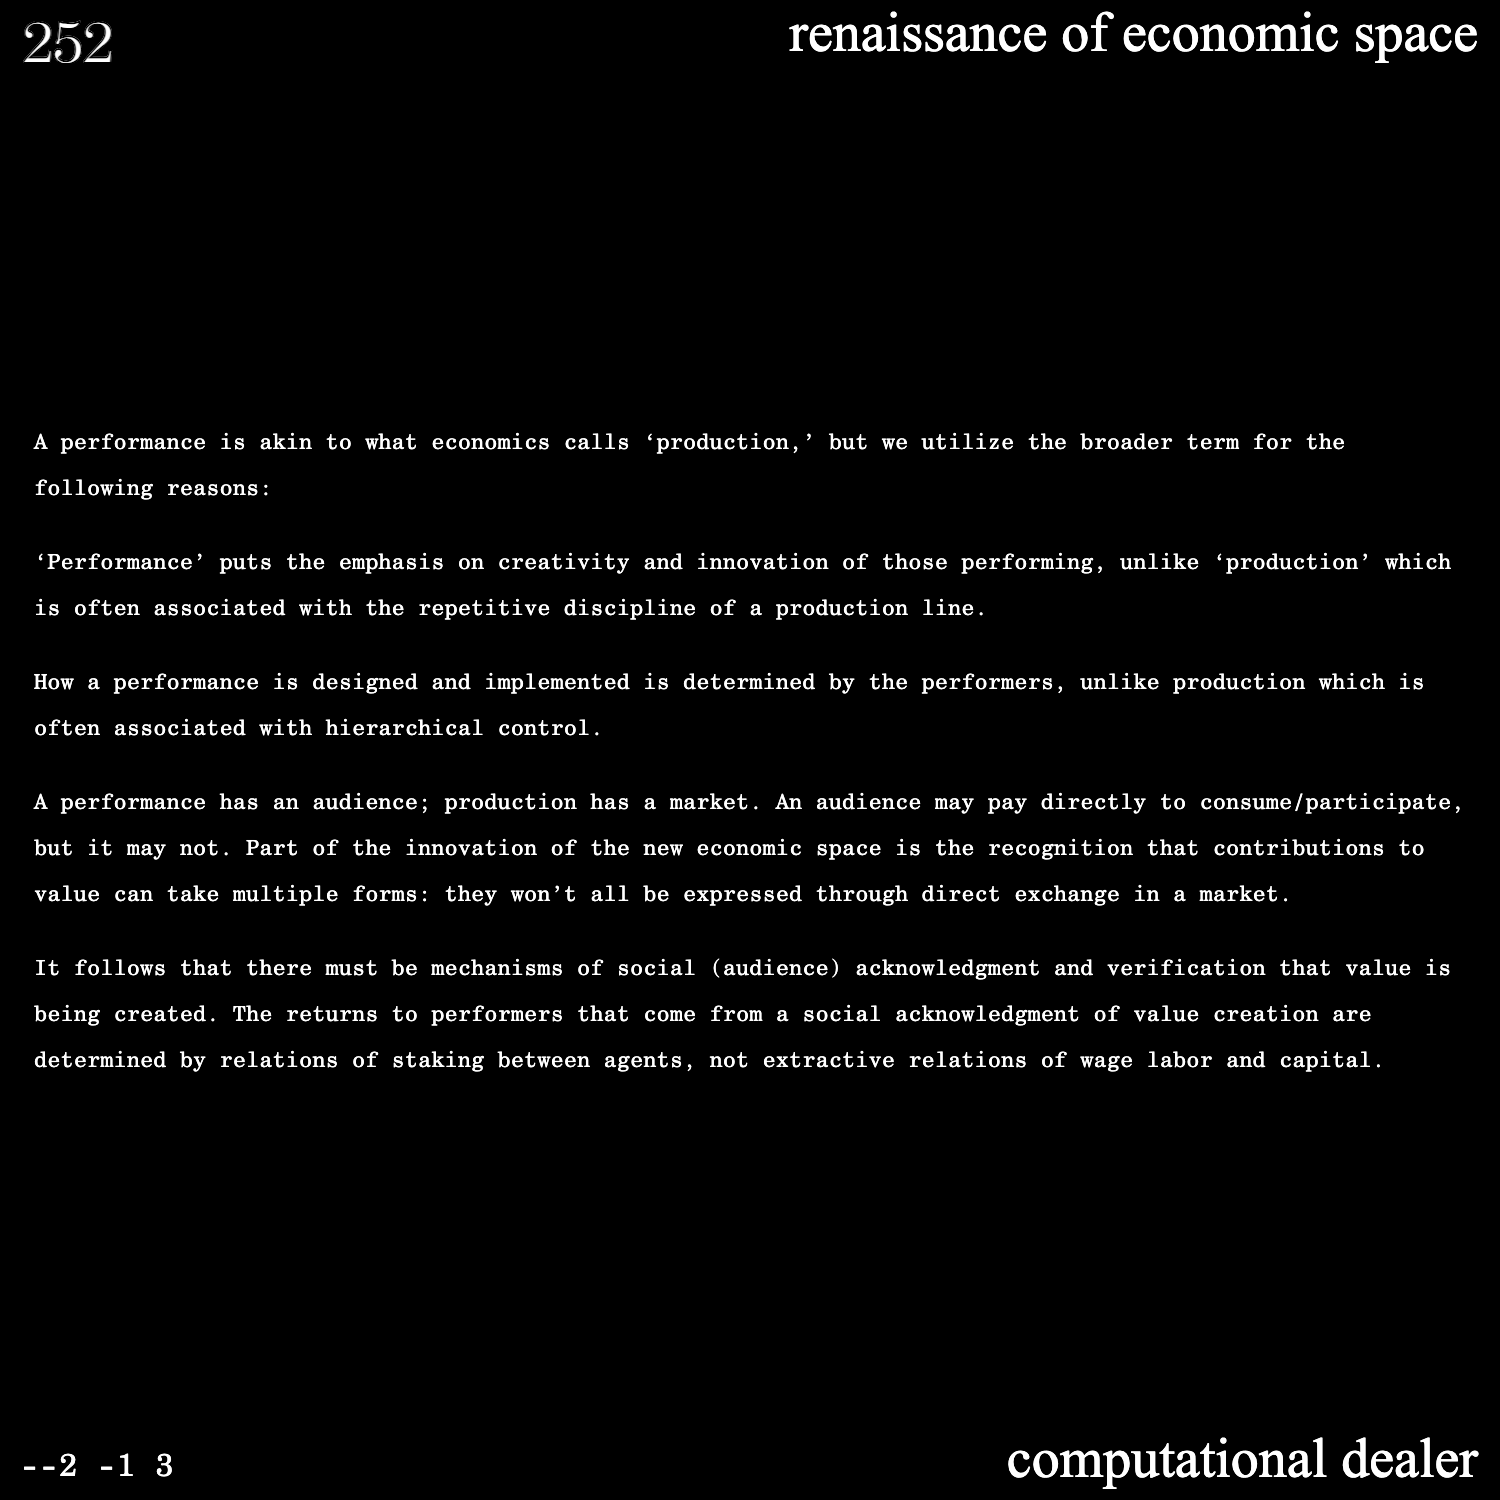 252
renaissance of economic space
A performance is akin to what economics calls ‘production,’ but we utilize the broader term for the
following reasons:
‘Performance’ puts the emphasis on creativity and innovation of those performing, unlike ‘production’ which
is often associated with the repetitive discipline of a production line.
How a performance is designed and implemented is determined by the performers, unlike production which is
often associated with hierarchical control.
A performance has an audience; production has a market. An audience may pay directly to consume/participate,
but it may not. Part of the innovation of the new economic space is the recognition that contributions to
value can take multiple forms: they won’t all be expressed through direct exchange in a market.
It follows that there must be mechanisms of social (audience) acknowledgment and verification that value is
being created. The returns to performers that come from a social acknowledgment of value creation are
determined by relations of staking between agents, not extractive relations of wage labor and capital.
--2 -1 3
computational dealer